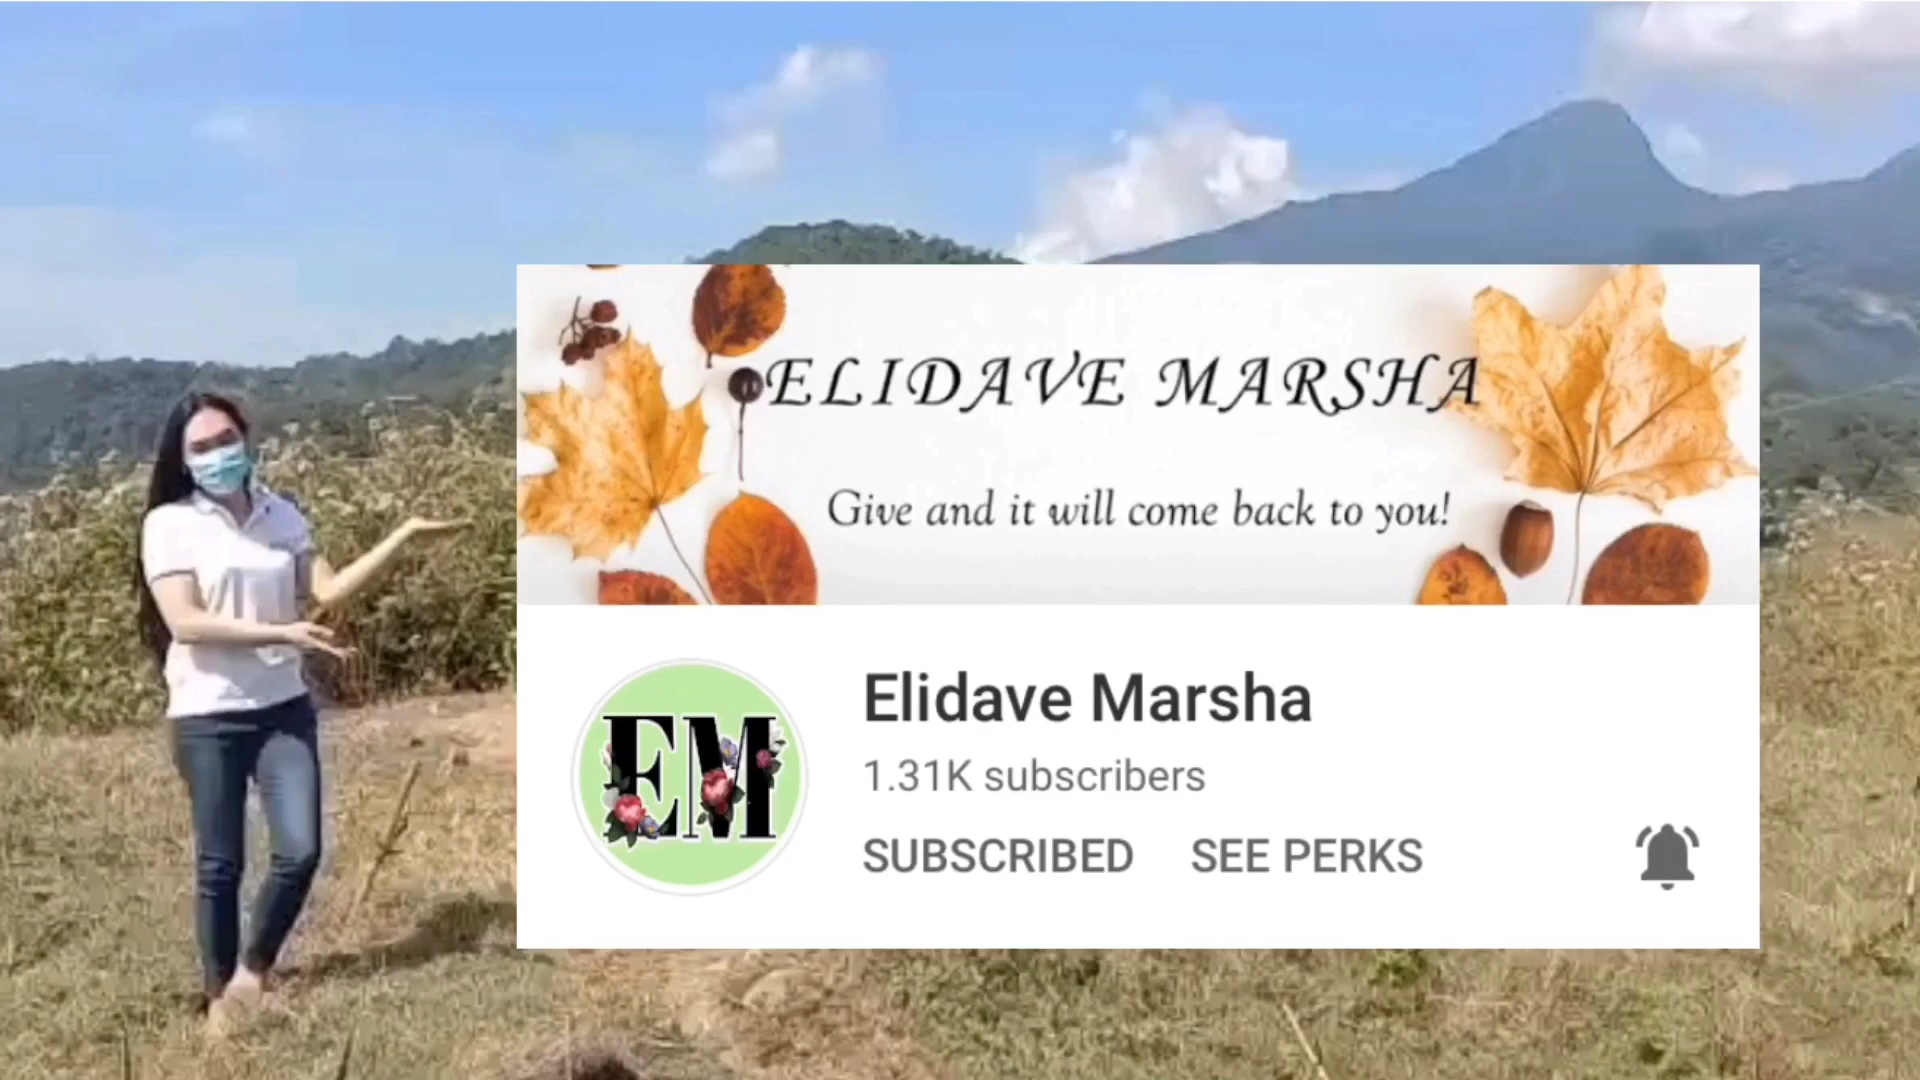 ELIDAVE MARSHA
Give and it will come back to you!
EM
Elidave Marsha
1.31K subscribers
SUBSCRIBED SEE PERKS